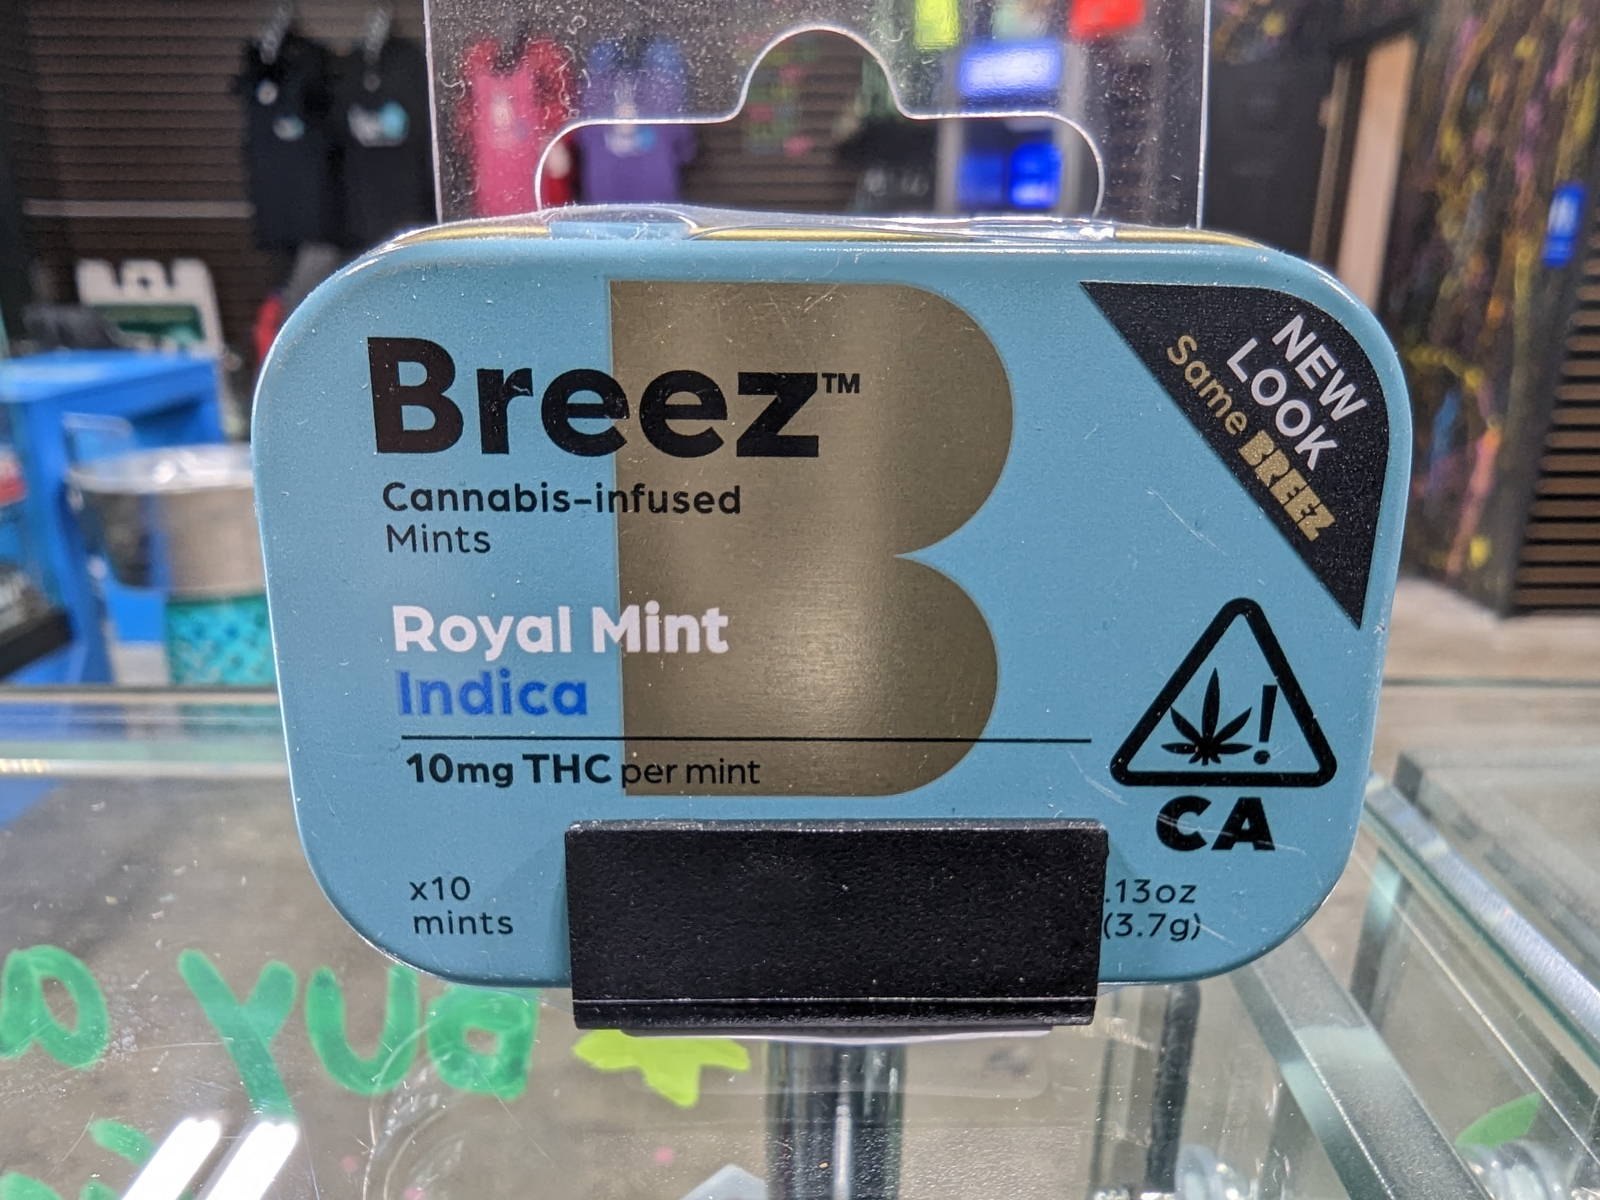 Breez™
Cannabis-infused
Mints
Royal Mint
Indica
10mg THC per mint
x10
mints
.13oz
(3.7g)
NEW
LOOK
Same BREEZ
CA